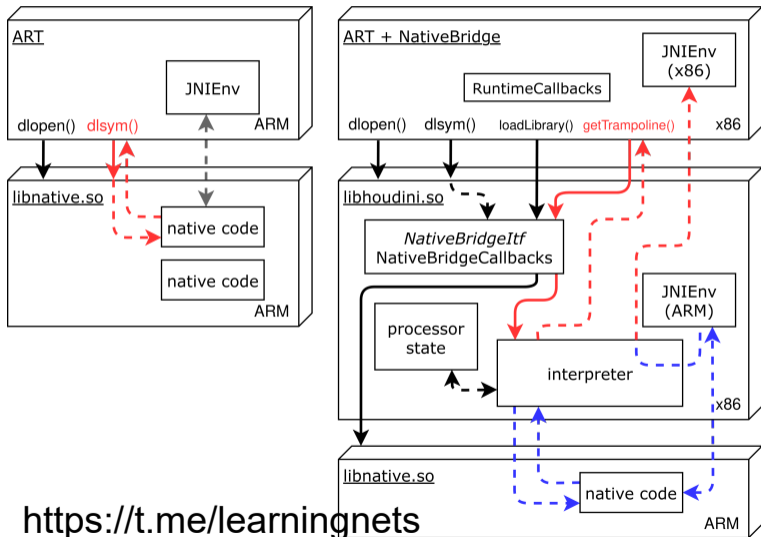 ART
JNIEnv
dlopen()
dlsym()
ARM
libnative.so
native code
native code
ARM
ART + NativeBridge
JNIEnv
(x86)
RuntimeCallbacks
dlopen()
dlsym()
loadLibrary()
getTrampoline()
x86
libhoudini.so
NativeBridgeItf
NativeBridgeCallbacks
JNIEnv
(ARM)
processor
state
interpreter
x86
libnative.so
native code
ARM
https://t.me/learningnets